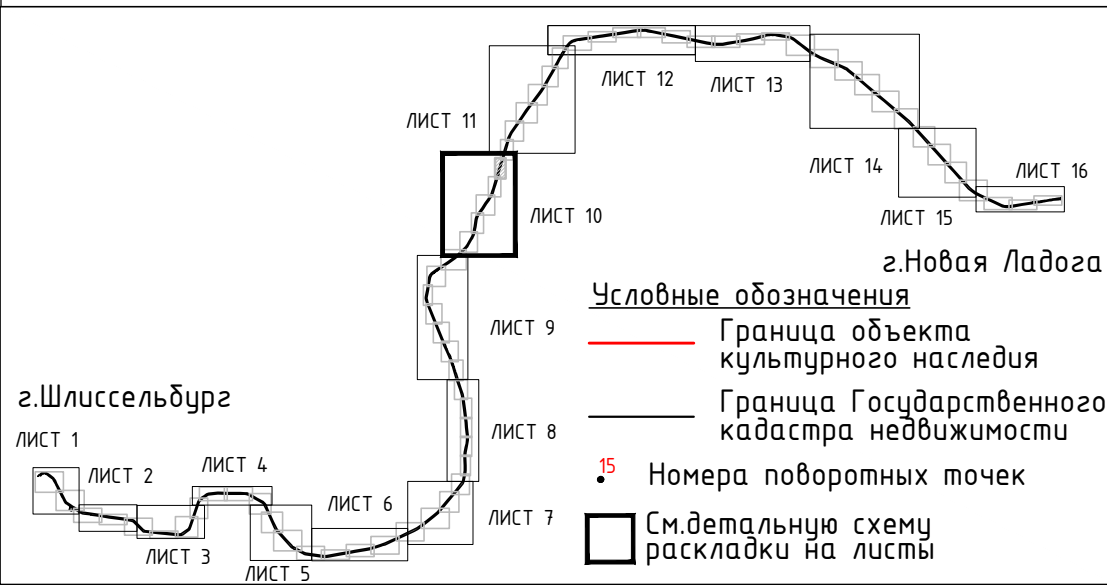 ЛИСТ 12
ЛИСТ 13
ЛИСТ 11
ЛИСТ 14
ЛИСТ 16
ЛИСТ 10
ЛИСТ 15
г.Новая Ладога
Условные обозначения
ЛИСТ 9
Граница объекта
культурного наследия
г.Шлиссельбург
Граница Государственного
кадастра недвижимости
ЛИСТ 8
ЛИСТ 1
ЛИСТ 2
ЛИСТ 4
15
Номера поворотных точек
ЛИСТ 6
ЛИСТ 7
См.детальную схему
раскладки на листы
ЛИСТ 3
ЛИСТ 5